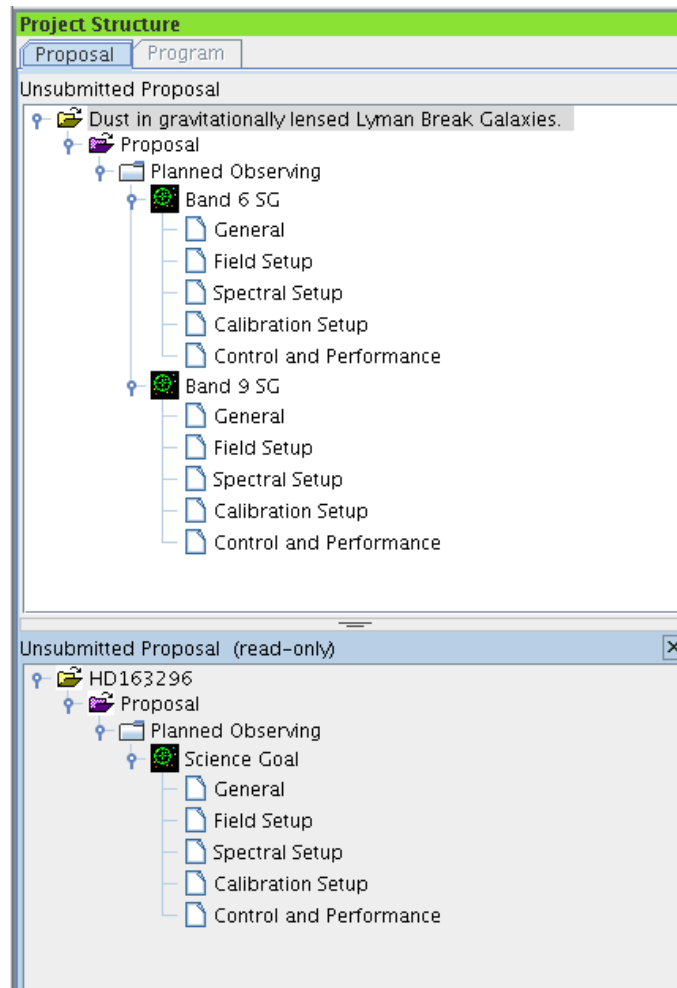 Project Structure
Proposal Program
Unsubmitted Proposal
Dust in gravitationally lensed Lyman Break Galaxies.
Proposal
Planned Observing
Band 6 SG
General
Field Setup
Spectral Setup
Calibration Setup
Control and Performance
Band 9 SG
General
Field Setup
Spectral Setup
Calibration Setup
Control and Performance
Unsubmitted Proposal (read-only)
HD163296
Proposal
Planned Observing
Science Goal
General
Field Setup
Spectral Setup
Calibration Setup
Control and Performance